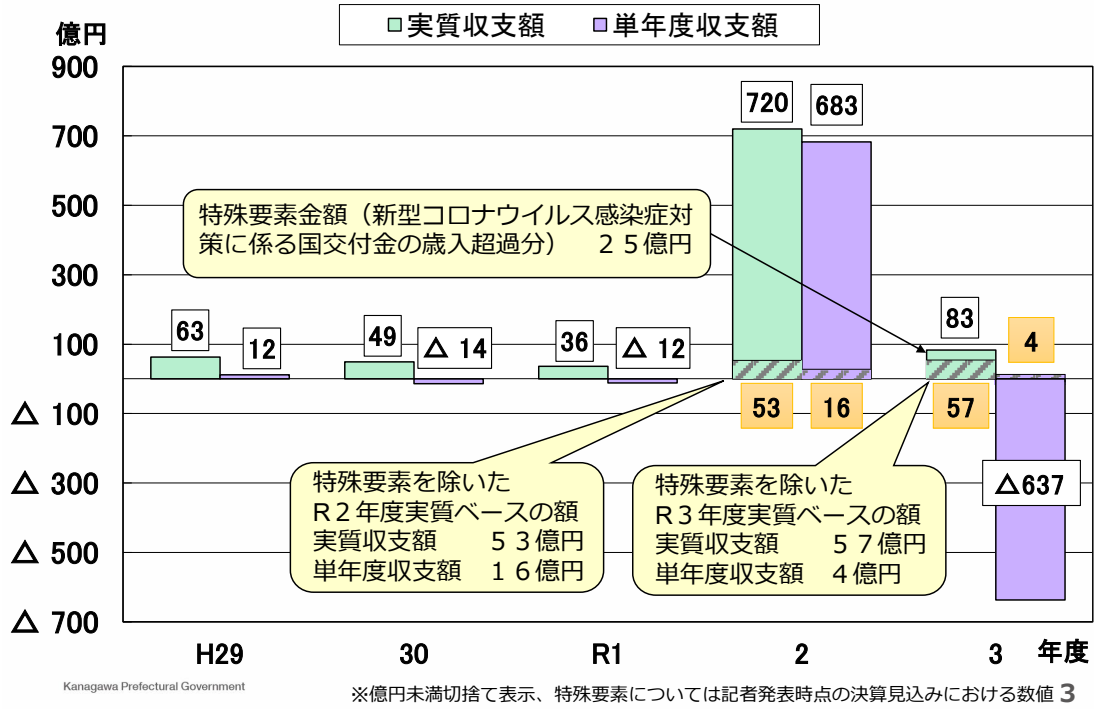 実質収支額 単年度収支額
億円
900
700
500
300
100
△ 100
△ 300
△ 500
△ 700
720
683
特殊要素金額（新型コロナウイルス感染症対
策に係る国交付金の歳入超過分） ２５億円
63
12
49
△ 14
36
△ 12
83
4
53
16
57
△637
特殊要素を除いた
Ｒ２年度実質ベースの額
実質収支額 ５３億円
単年度収支額 １６億円
特殊要素を除いた
Ｒ３年度実質ベースの額
実質収支額 ５７億円
単年度収支額 ４億円
H29 30 R1 2 3 年度
Kanagawa Prefectural Government
※億円未満切捨て表示、特殊要素については記者発表時点の決算見込みにおける数値 3